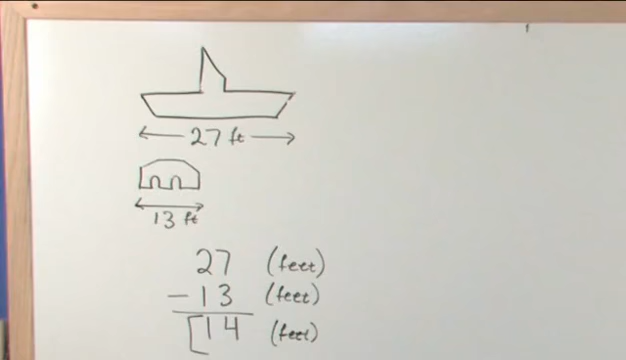 27 ft
13 ft
27 (feet)
- 13 (feet)
14 (feet)